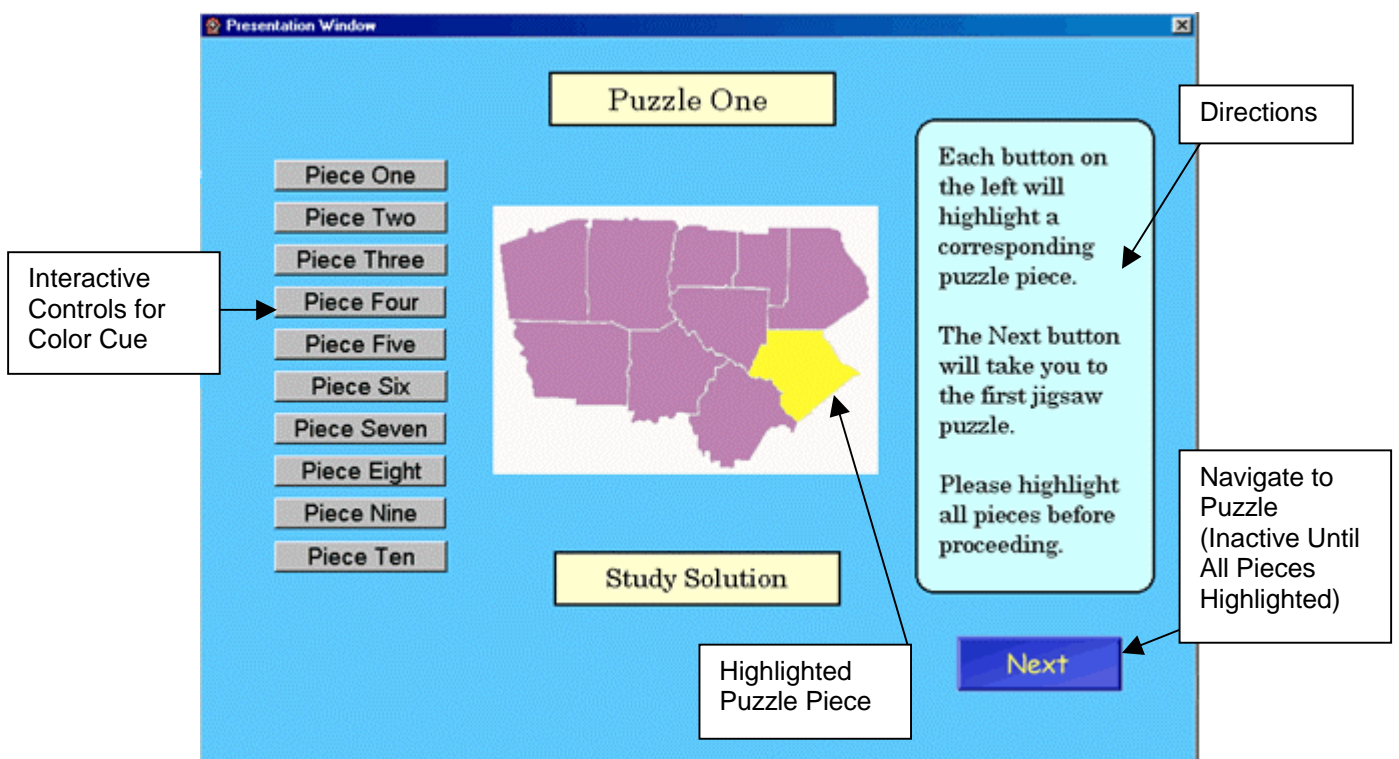 Presentation Window
Puzzle One
Directions
Piece One
Piece Two
Piece Three
Piece Four
Piece Five
Piece Six
Piece Seven
Piece Eight
Piece Nine
Piece Ten
Interactive
Controls for
Color Cue
Each button on
the left will
highlight a
corresponding
puzzle piece.
The Next button
will take you to
the first jigsaw
puzzle.
Please highlight
all pieces before
proceeding.
Study Solution
Navigate to
Puzzle
(Inactive Until
All Pieces
Highlighted)
Highlighted
Puzzle Piece
Next